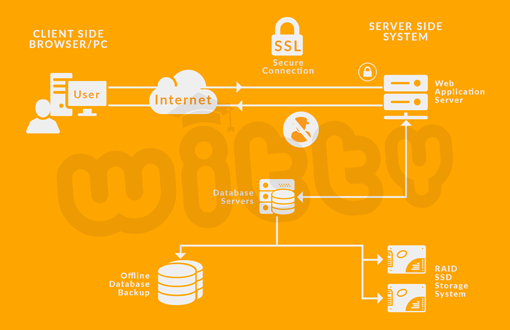 CLIENT SIDE
BROWSER/PC
SERVER SIDE
SYSTEM
SSL
Secure
Connection
User
Internet
Web
Application
Server
witty
Database
Servers
Offline
Database
Backup
RAID
SSD
Storage
System